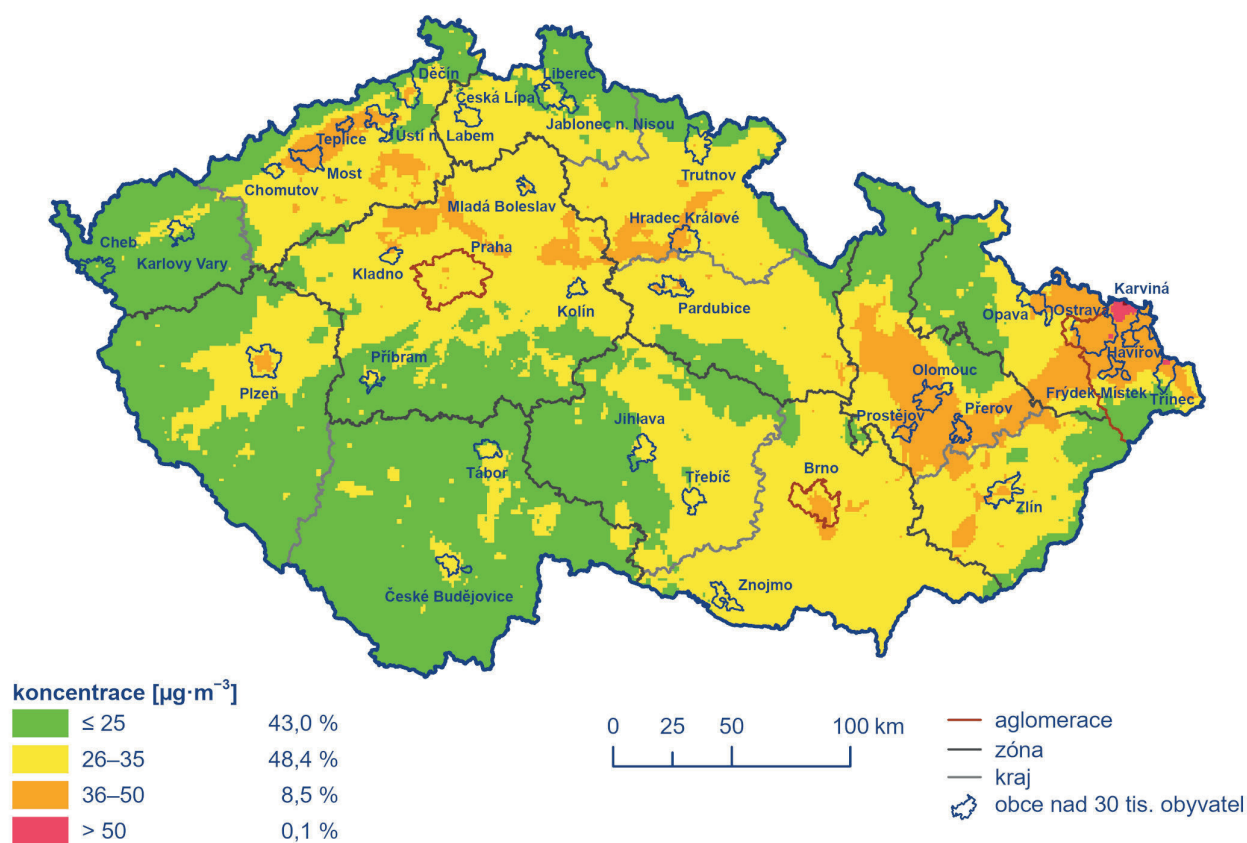 Děčín
Liberec
Česká Lípa
Jablonec n. Nisou
Teplice
Ústí n. Labem
Most
Chomutov
Trutnov
Mladá Boleslav
Hradec Králové
Cheb
Karlovy Vary
Praha
Kladno
Kolín
Pardubice
Karviná
Opava
Ostrava
Havířov
Příbram
Plzeň
Olomouc
Frýdek-Místek
Třinec
Prostějov
Přerov
Jihlava
Tábor
Třebíč
Brno
Zlín
České Budějovice
Znojmo
koncentrace [µg·m⁻³]
≤ 25 43,0 %
26–35 48,4 %
36–50 8,5 %
> 50 0,1 %
0 25 50 100 km
aglomerace
zóna
kraj
obce nad 30 tis. obyvatel